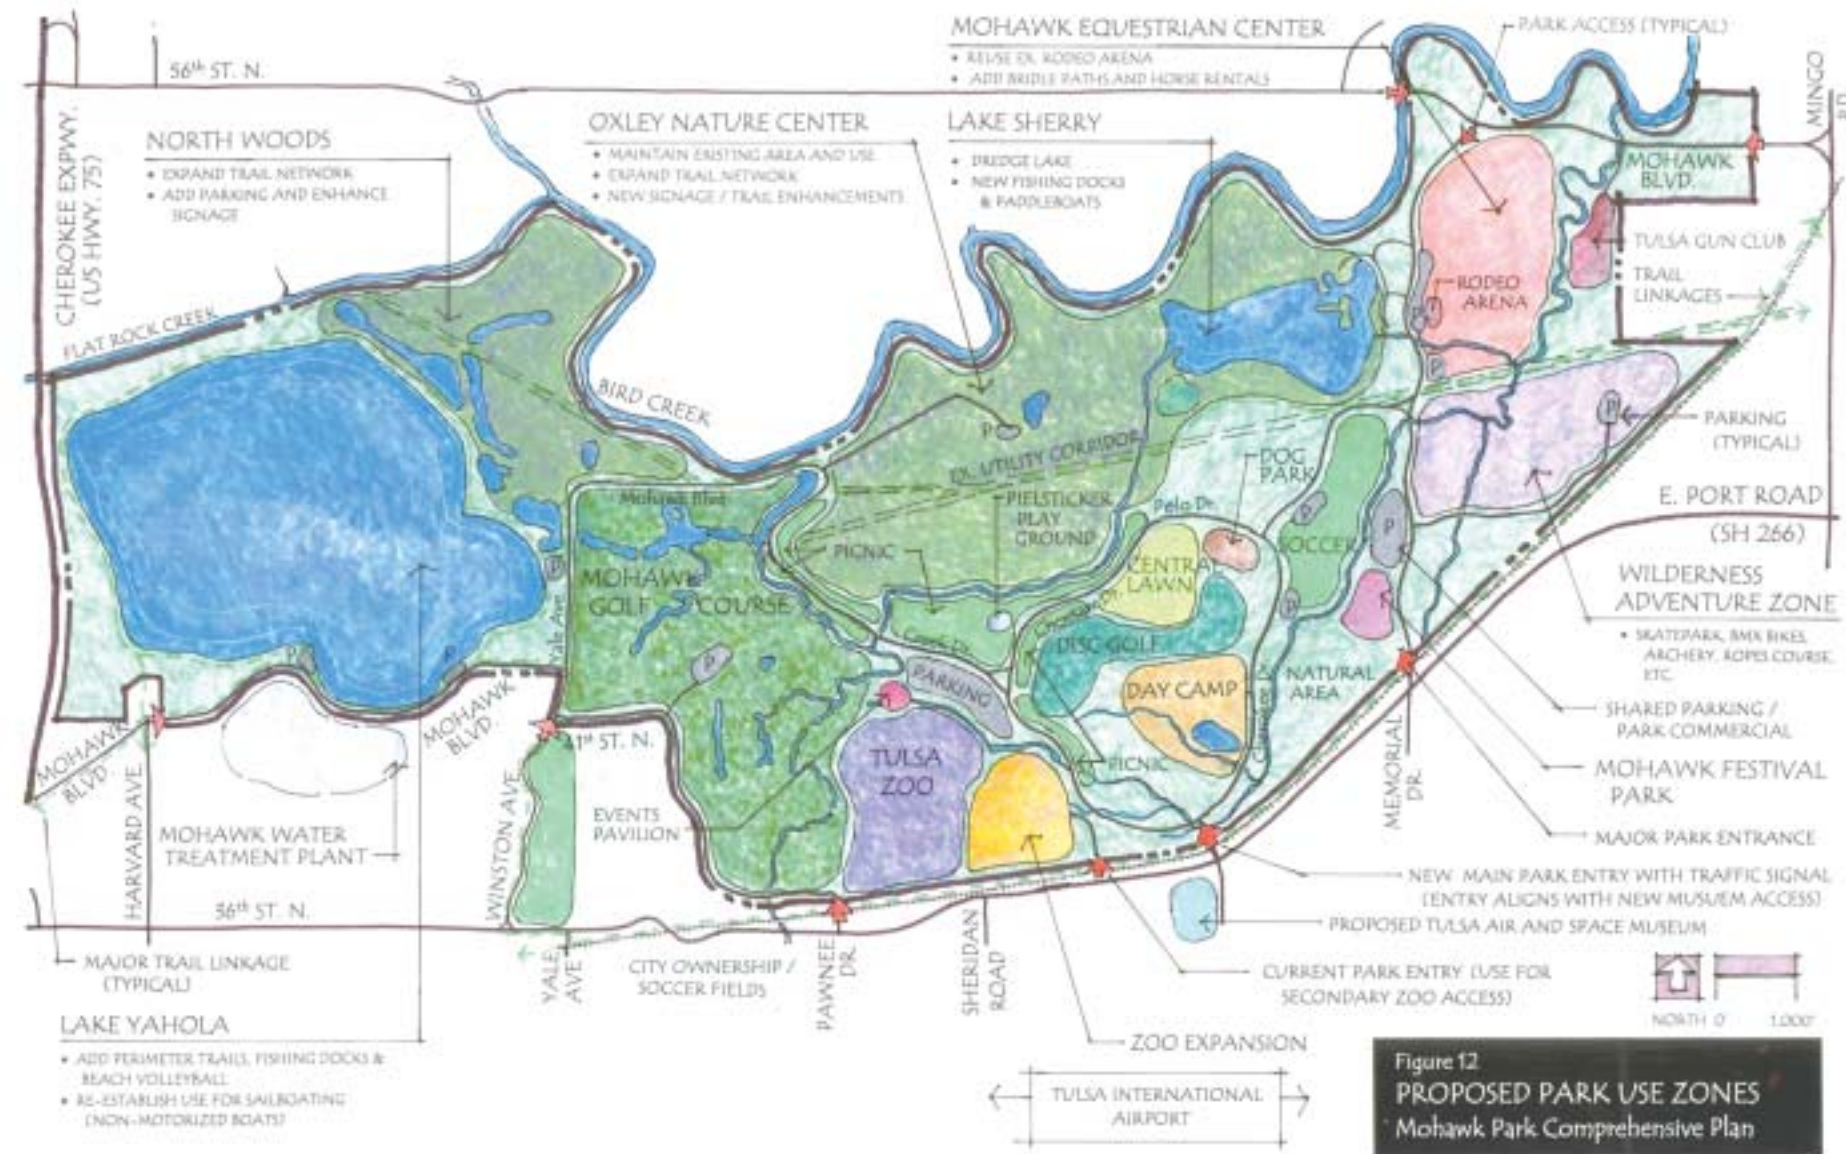 MOHAWK EQUESTRIAN CENTER
• REUSE EX. RODEO ARENA
• ADD BRIDLE PATHS AND HORSE RENTALS
PARK ACCESS (TYPICAL)
MINGO
RD.
56th ST. N.
CHEROKEE EXPWY.
(US HWY. 75)
NORTH WOODS
• EXPAND TRAIL NETWORK
• ADD PARKING AND ENHANCE
SIGNAGE
OXLEY NATURE CENTER
• MAINTAIN EXISTING AREA AND USE
• EXPAND TRAIL NETWORK
• NEW SIGNAGE / TRAIL ENHANCEMENTS
LAKE SHERRY
• DREDGE LAKE
• NEW FISHING DOCKS
& PADDLEBOATS
MOHAWK
BLVD.
TULSA GUN CLUB
TRAIL
LINKAGES
RODEO
ARENA
P
P
FLAT ROCK CREEK
BIRD CREEK
P
EX. UTILITY CORRIDOR
DOG
PARK
P
PARKING
(TYPICAL)
Mohawk Blvd
PIELSTICKER
PLAY
GROUND
Pelo Dr.
E. PORT ROAD
(SH 266)
PICNIC
CENTRAL
LAWN
P
SOCCER
P
P
MOHAWK
GOLF COURSE
P
Yale Ave
DISC GOLF
WILDERNESS
ADVENTURE ZONE
• SKATEPARK, BMX BIKES,
ARCHERY, ROPES COURSE,
ETC.
P
P
P
PARKING
DAY CAMP
NATURAL
AREA
SHARED PARKING /
PARK COMMERCIAL
MOHAWK
BLVD.
MOHAWK
BLVD.
41st ST. N.
TULSA
ZOO
PICNIC
MEMORIAL
DR.
MOHAWK FESTIVAL
PARK
HARVARD AVE.
MOHAWK WATER
TREATMENT PLANT
WINSTON AVE.
EVENTS
PAVILION
MAJOR PARK ENTRANCE
NEW MAIN PARK ENTRY WITH TRAFFIC SIGNAL
(ENTRY ALIGNS WITH NEW MUSUEM ACCESS)
36th ST. N.
PROPOSED TULSA AIR AND SPACE MUSEUM
MAJOR TRAIL LINKAGE
(TYPICAL)
YALE
AVE
CITY OWNERSHIP /
SOCCER FIELDS
PAWNEE
DR.
SHERIDAN
ROAD
CURRENT PARK ENTRY (USE FOR
SECONDARY ZOO ACCESS)
LAKE YAHOLA
• ADD PERIMETER TRAILS, FISHING DOCKS &
BEACH VOLLEYBALL
• RE-ESTABLISH USE FOR SAILBOATING
(NON-MOTORIZED BOATS)
ZOO EXPANSION
TULSA INTERNATIONAL
AIRPORT
NORTH 0' 1,000'
Figure 12
PROPOSED PARK USE ZONES
Mohawk Park Comprehensive Plan